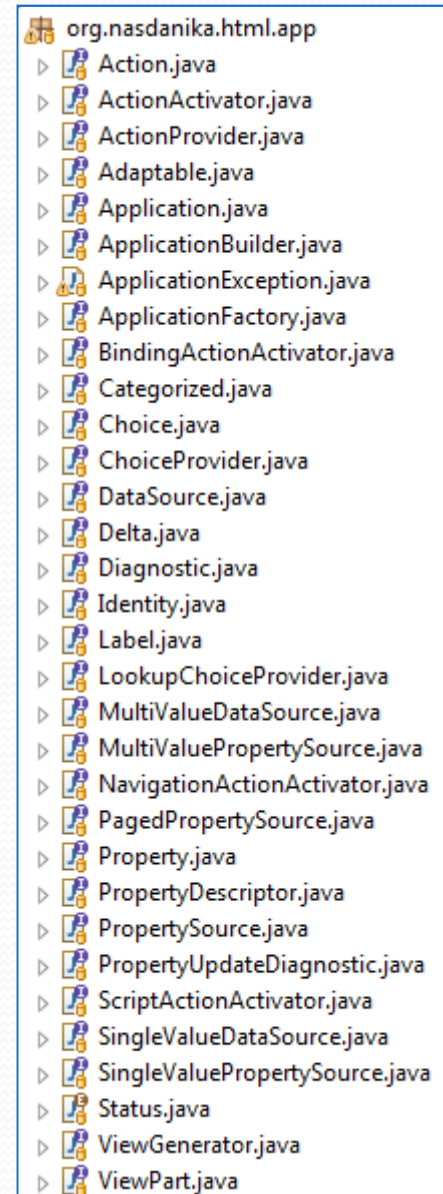 org.nasdanika.html.app
Action.java
ActionActivator.java
ActionProvider.java
Adaptable.java
Application.java
ApplicationBuilder.java
ApplicationException.java
ApplicationFactory.java
BindingActionActivator.java
Categorized.java
Choice.java
ChoiceProvider.java
DataSource.java
Delta.java
Diagnostic.java
Identity.java
Label.java
LookupChoiceProvider.java
MultiValueDataSource.java
MultiValuePropertySource.java
NavigationActionActivator.java
PagedPropertySource.java
Property.java
PropertyDescriptor.java
PropertySource.java
PropertyUpdateDiagnostic.java
ScriptActionActivator.java
SingleValueDataSource.java
SingleValuePropertySource.java
Status.java
ViewGenerator.java
ViewPart.java